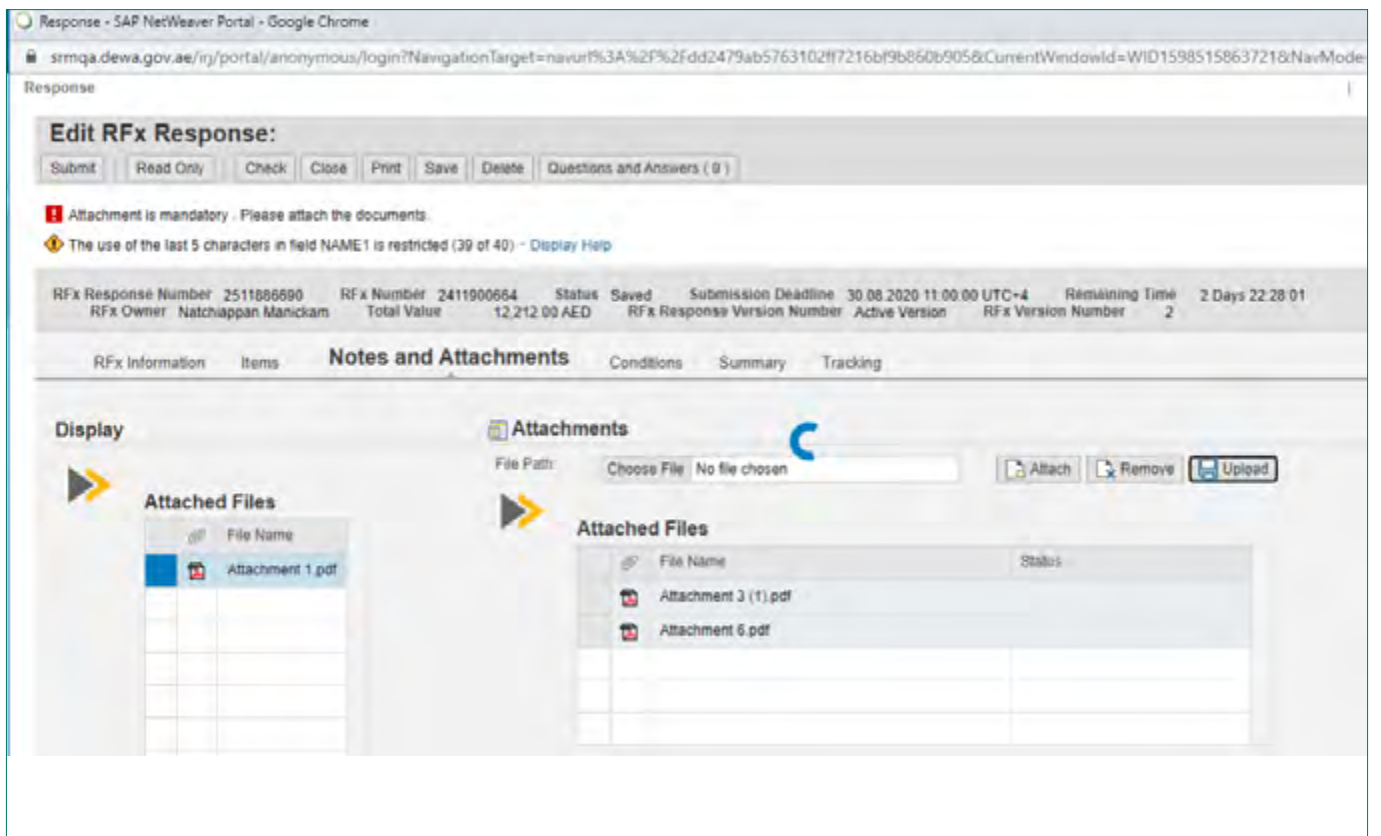 Response - SAP NetWeaver Portal - Google Chrome
srmqa.dewa.gov.ae/irj/portal/anonymous/login?NavigationTarget=navurl%3A%2F%2Fdd2479ab5763102ff7216bf9b860b905&CurrentWindowId=WID1598515863721&NavMode=
Response
Edit RFx Response:
Submit Read Only Check Close Print Save Delete Questions and Answers ( 0 )
Attachment is mandatory . Please attach the documents.
The use of the last 5 characters in field NAME1 is restricted (39 of 40) - Display Help
RFx Response Number 2511886690 RFx Number 2411900664 Status Saved Submission Deadline 30.08.2020 11:00:00 UTC+4 Remaining Time 2 Days 22:28:01
RFx Owner Natchiappan Manickam Total Value 12,212.00 AED RFx Response Version Number Active Version RFx Version Number 2
RFx Information Items Notes and Attachments Conditions Summary Tracking
Display
Attachments
File Path: Choose File No file chosen Attach Remove Upload
Attached Files
File Name
Attachment 1.pdf
Attached Files
File Name Status
Attachment 3 (1).pdf
Attachment 6.pdf